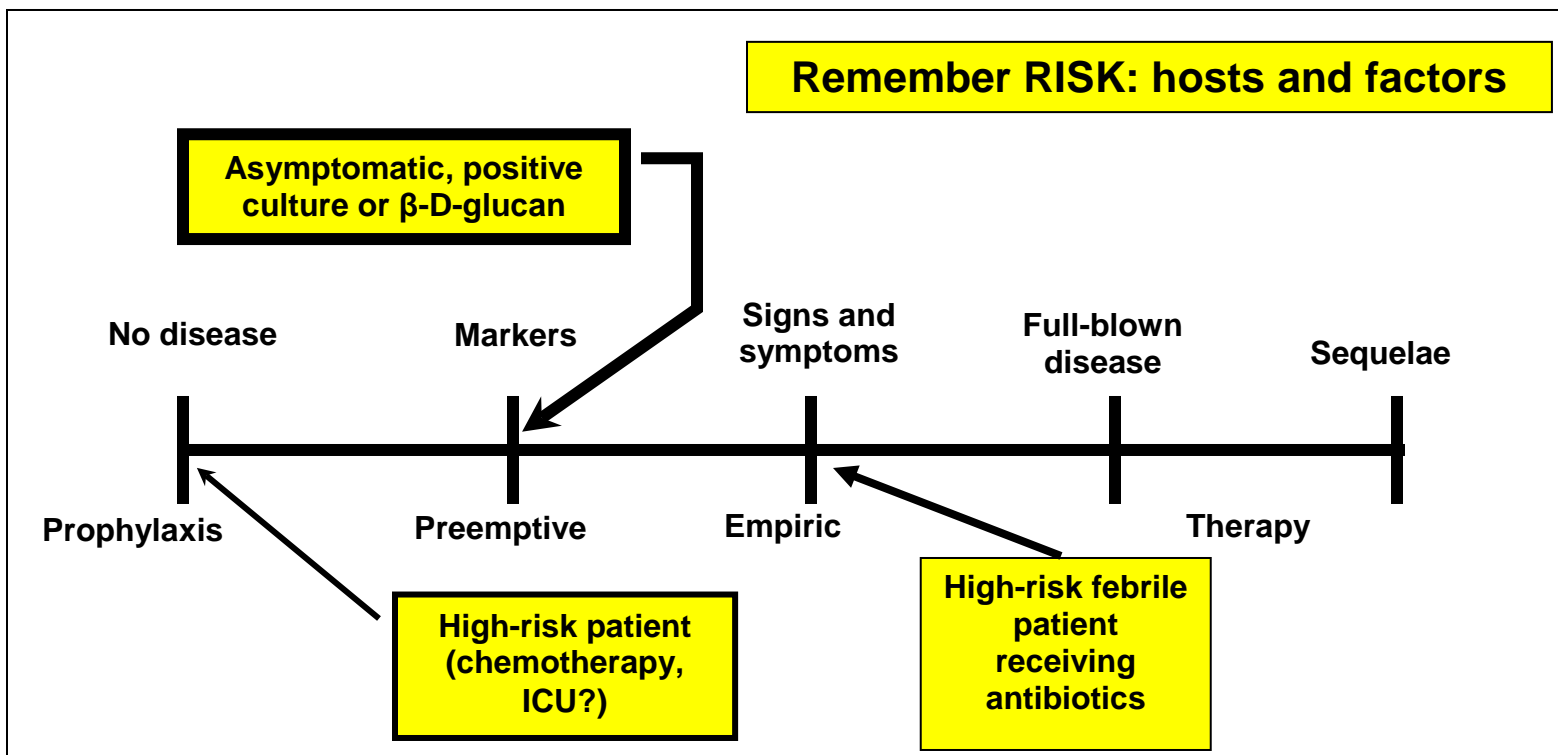 Remember RISK: hosts and factors
Asymptomatic, positive
culture or β-D-glucan
No disease
Markers
Signs and
symptoms
Full-blown
disease
Sequelae
Prophylaxis
Preemptive
Empiric
Therapy
High-risk patient
(chemotherapy,
ICU?)
High-risk febrile
patient
receiving
antibiotics